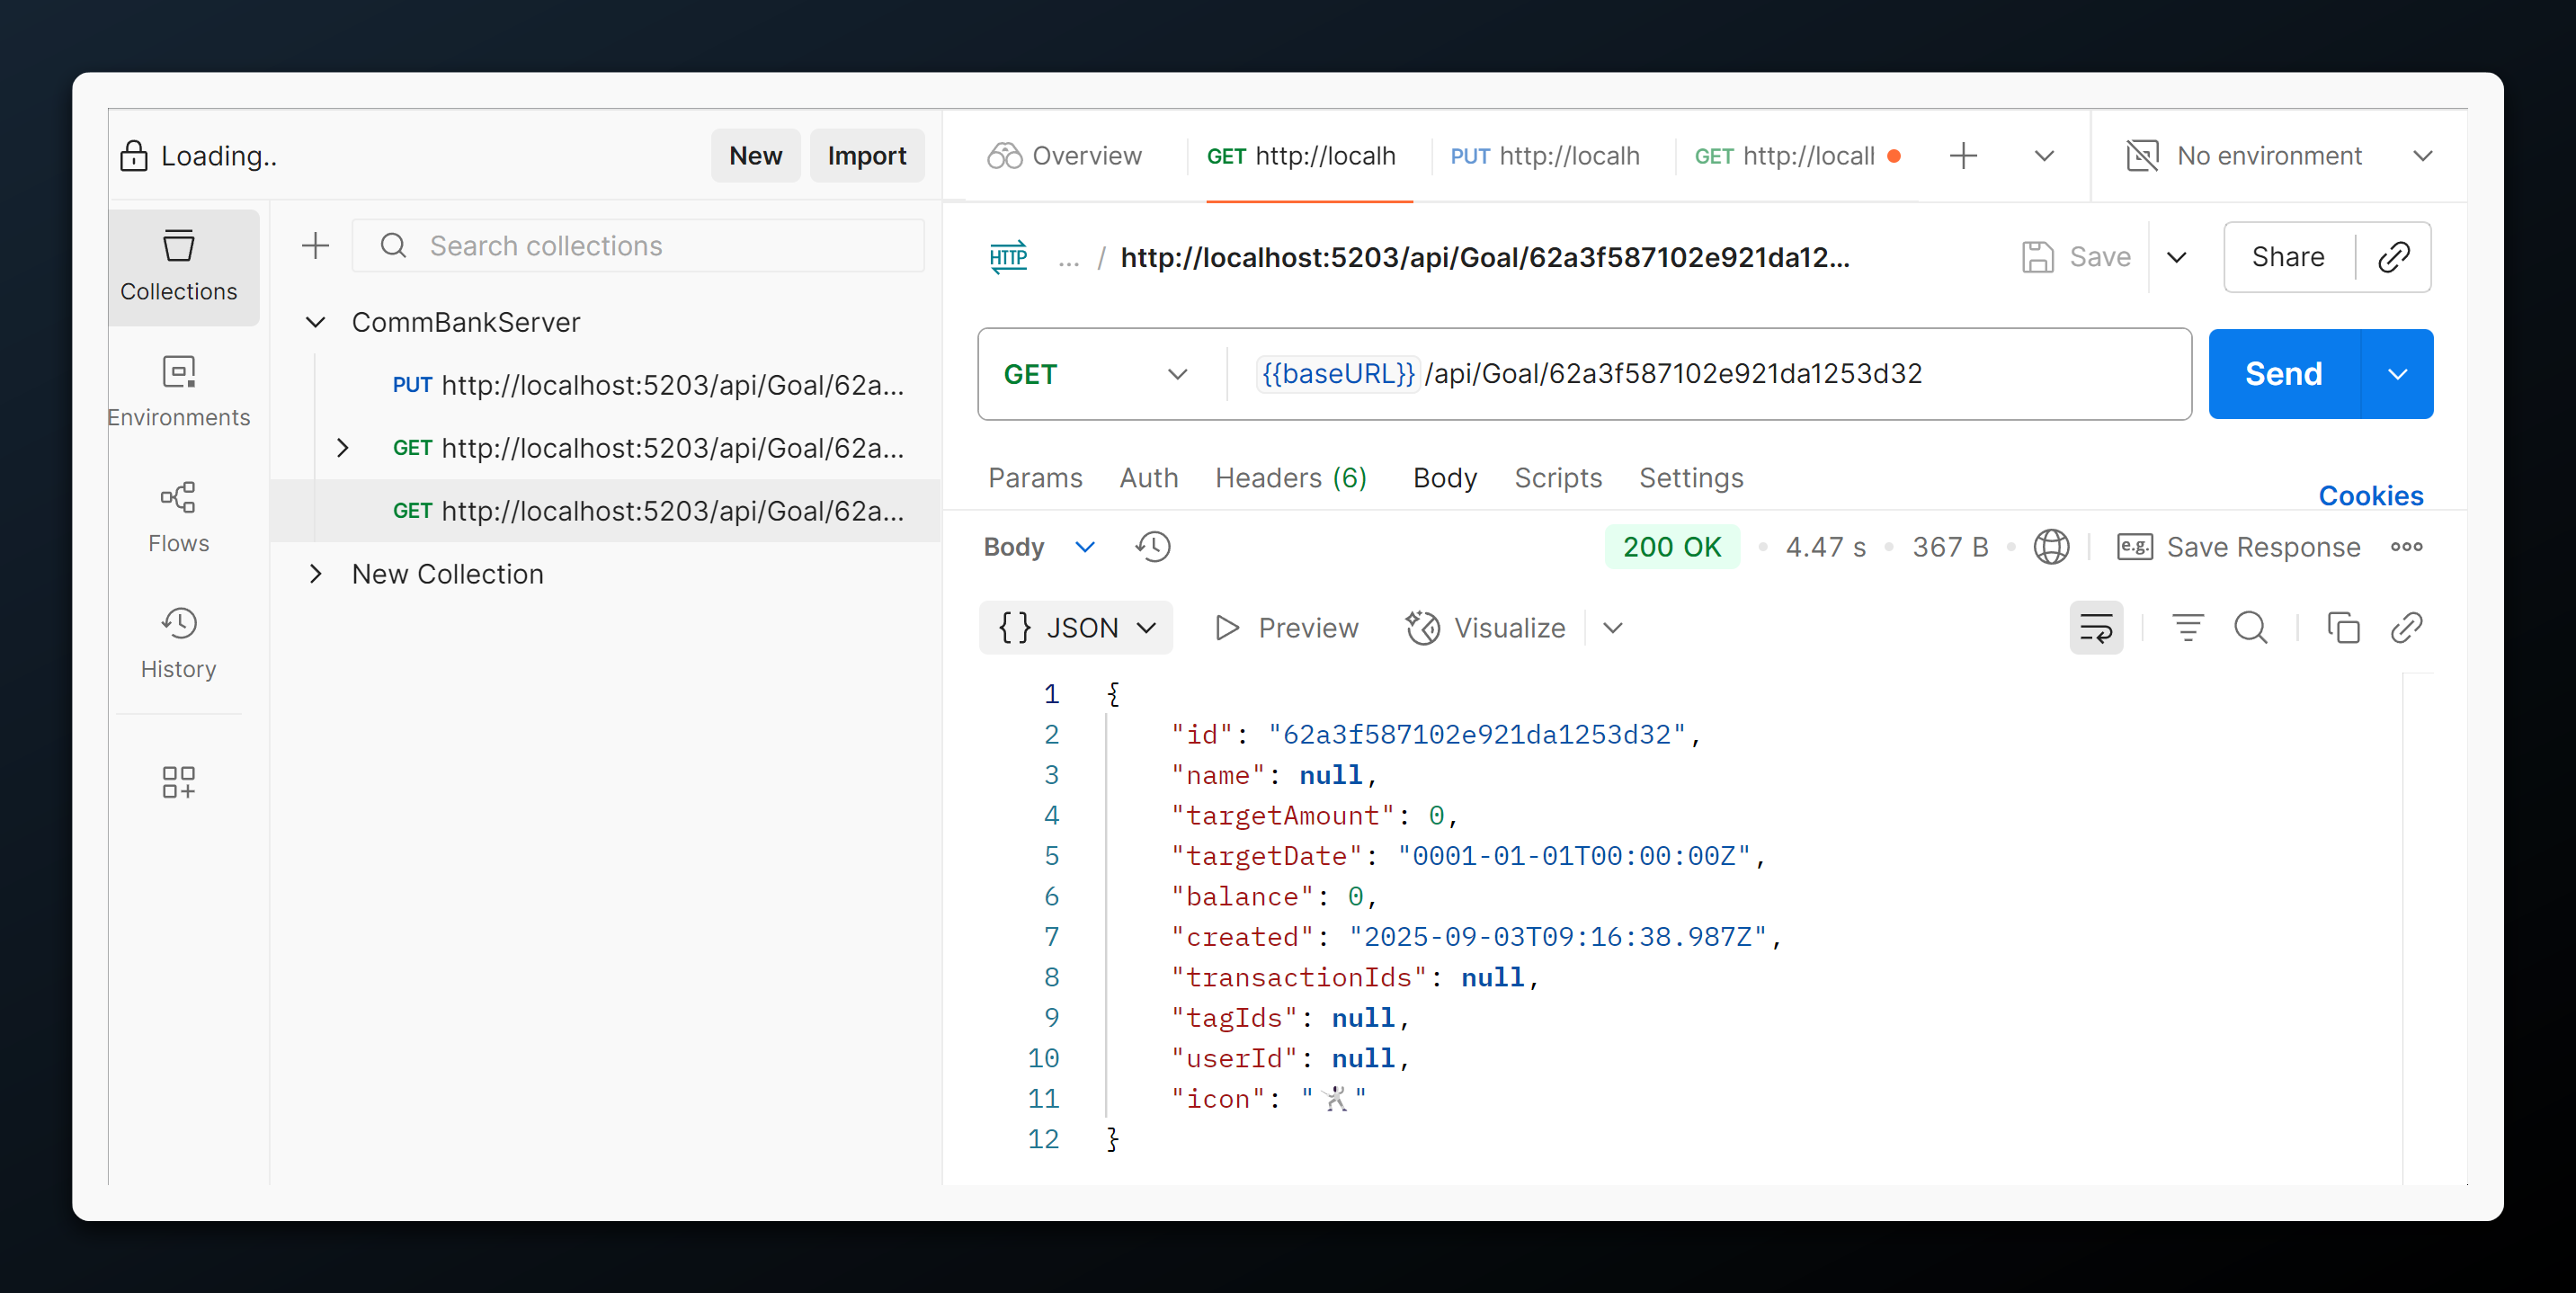 Loading..
New
Import
Overview
GET http://localh
PUT http://localh
GET http://locall
No environment
Collections
Environments
Flows
History
Search collections
CommBankServer
PUT http://localhost:5203/api/Goal/62a...
GET http://localhost:5203/api/Goal/62a...
GET http://localhost:5203/api/Goal/62a...
New Collection
HTTP ... / http://localhost:5203/api/Goal/62a3f587102e921da12...
Save
Share
GET
{{baseURL}}/api/Goal/62a3f587102e921da1253d32
Send
Params Auth Headers (6) Body Scripts Settings
Cookies
Body
200 OK • 4.47 s • 367 B
e.g. Save Response
{} JSON
Preview
Visualize
1 {
2 "id": "62a3f587102e921da1253d32",
3 "name": null,
4 "targetAmount": 0,
5 "targetDate": "0001-01-01T00:00:00Z",
6 "balance": 0,
7 "created": "2025-09-03T09:16:38.987Z",
8 "transactionIds": null,
9 "tagIds": null,
10 "userId": null,
11 "icon": "🤺"
12 }